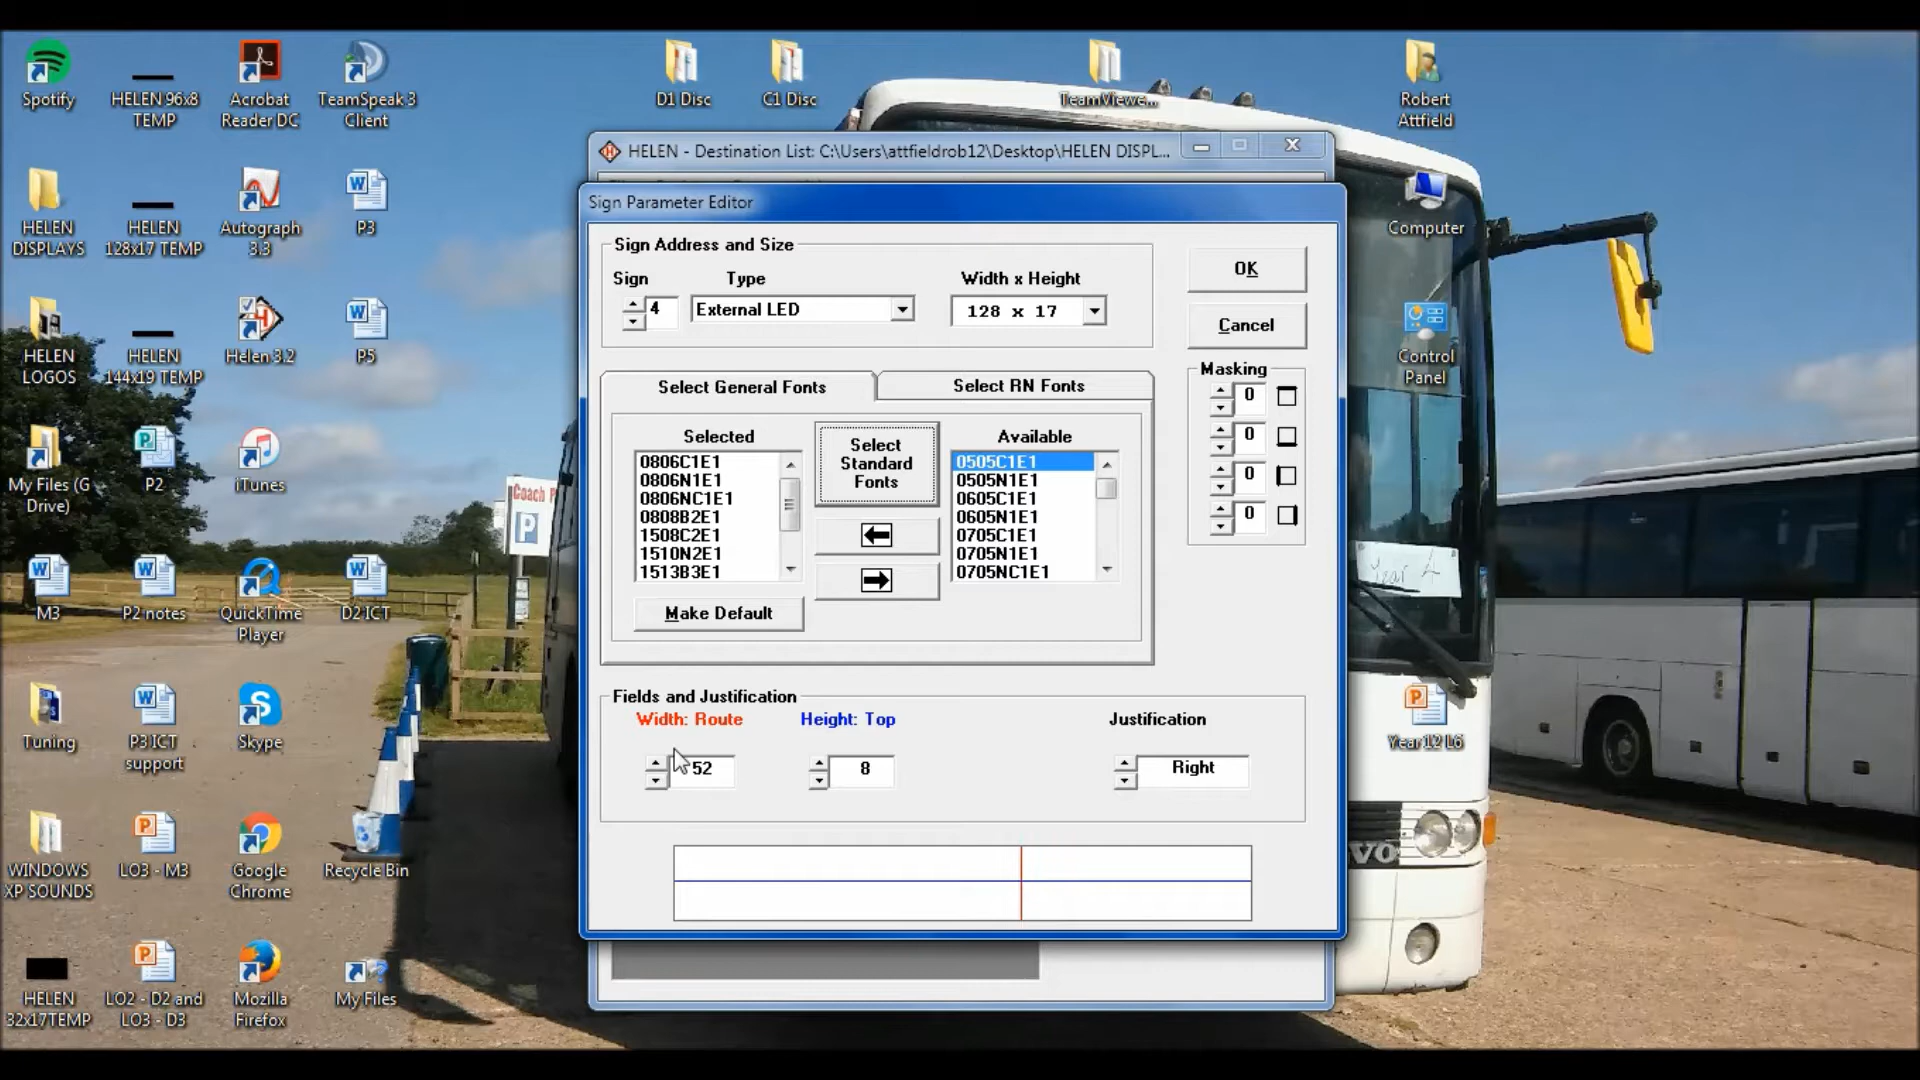 Spotify
HELEN 96x8
TEMP
Acrobat
Reader DC
TeamSpeak 3
Client
D1 Disc
C1 Disc
TeamViewe...
Robert
Attfield
HELEN
DISPLAYS
HELEN
128x17 TEMP
Autograph
3.3
P3
HELEN
LOGOS
HELEN
144x19 TEMP
Helen 3.2
P5
My Files (G
Drive)
P2
iTunes
M3
P2 notes
QuickTime
Player
D2 ICT
Tuning
P3 ICT
support
Skype
WINDOWS
XP SOUNDS
LO3 - M3
Google
Chrome
Recycle Bin
HELEN
32x17TEMP
LO2 - D2 and
LO3 - D3
Mozilla
Firefox
My Files
Computer
Control
Panel
Year 12 L6
Coach P
P
Year 4
VO
HELEN - Destination List: C:\Users\attfieldrob12\Desktop\HELEN DISPL...
Sign Parameter Editor
Sign Address and Size
Sign
Type
Width x Height
4
External LED
128 x 17
OK
Cancel
Select General Fonts
Select RN Fonts
Selected
Select
Standard
Fonts
Available
0806C1E1
0806N1E1
0806NC1E1
0808B2E1
1508C2E1
1510N2E1
1513B3E1
0505C1E1
0505N1E1
0605C1E1
0605N1E1
0705C1E1
0705N1E1
0705NC1E1
Make Default
Masking
0
0
0
0
Fields and Justification
Width: Route
Height: Top
Justification
52
8
Right